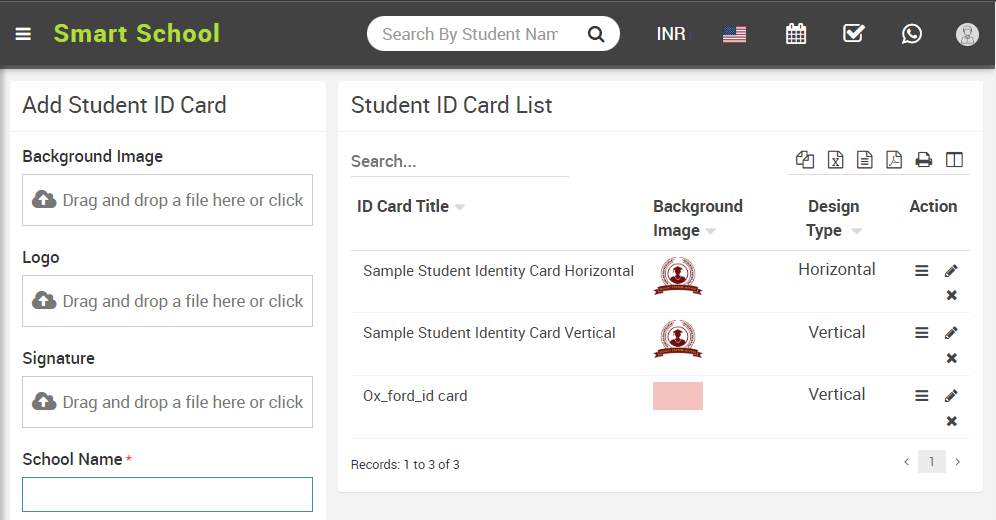 Smart School
Search By Student Nam
INR
Add Student ID Card
Background Image
Drag and drop a file here or click
Logo
Drag and drop a file here or click
Signature
Drag and drop a file here or click
School Name *
Student ID Card List
Search...
ID Card Title
Background Image
Design Type
Action
Sample Student Identity Card Horizontal
Horizontal
Sample Student Identity Card Vertical
Vertical
Ox_ford_id card
Vertical
Records: 1 to 3 of 3
< 1 >